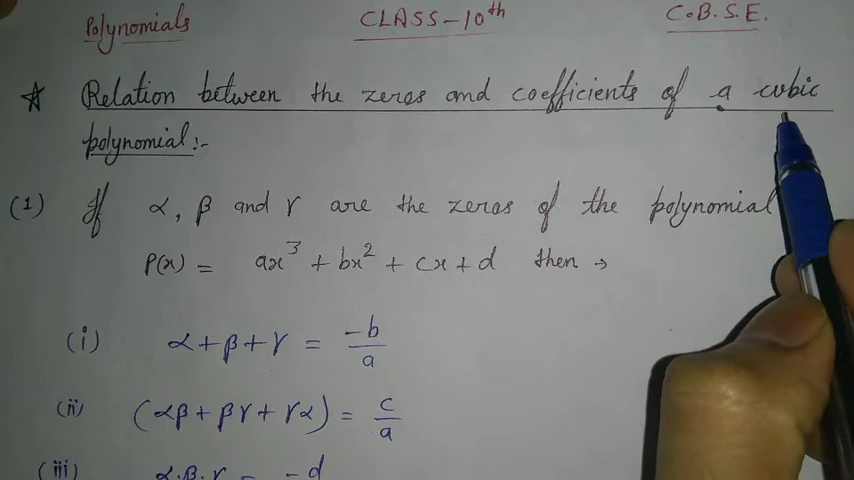 Polynomials CLASS-10th C.B.S.E.
☆ Relation between the zeros and coefficients of a cubic
polynomial:-
(1) If α, β and γ are the zeros of the polynomial
P(x) = ax³ + bx² + cx + d then →
(i) α+β+γ = -b/a
(ii) (αβ + βγ + γα) = c/a
(iii) α.β.γ = -d